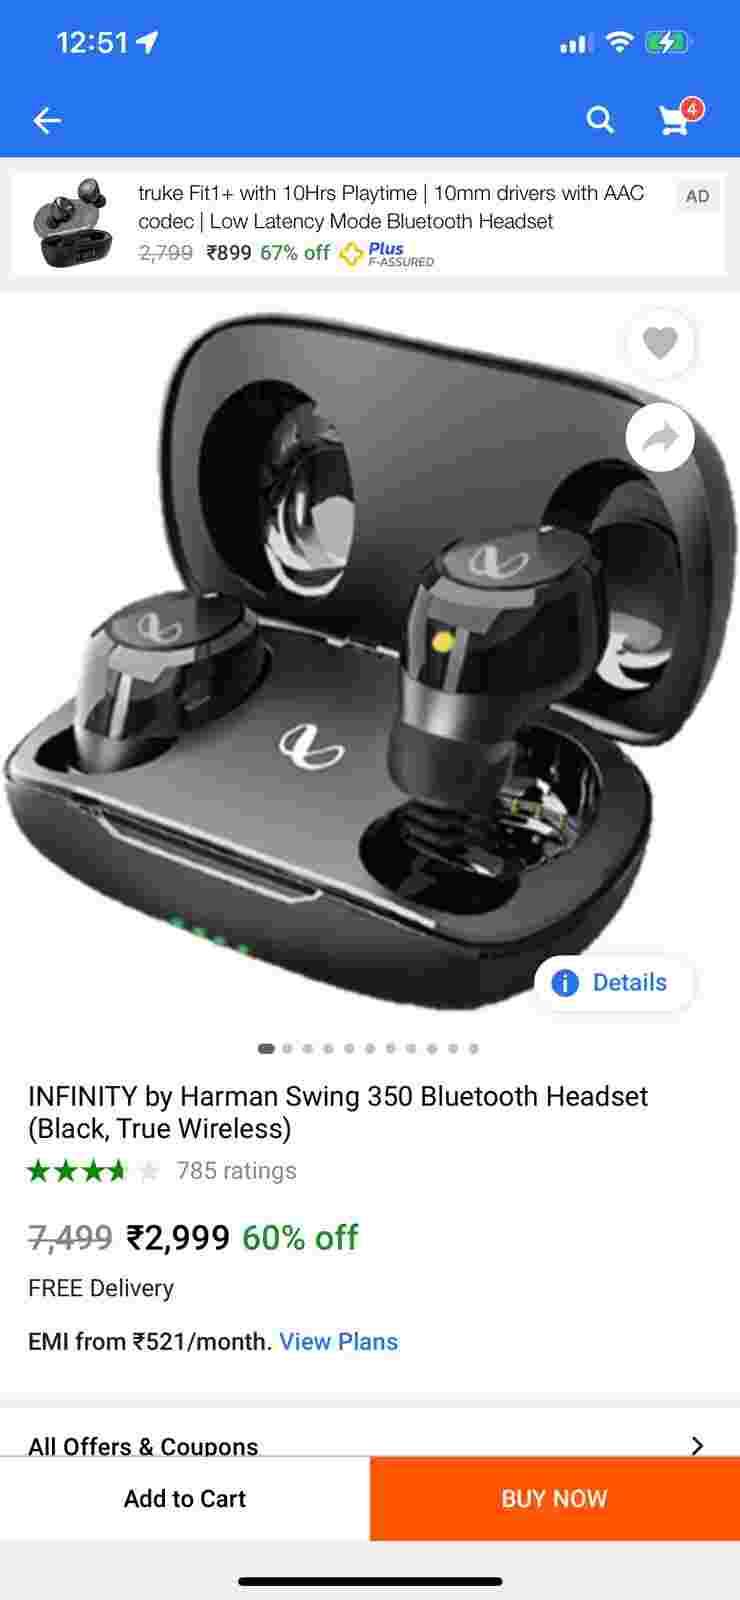 12:51
4
truke Fit1+ with 10Hrs Playtime | 10mm drivers with AAC
codec | Low Latency Mode Bluetooth Headset
AD
2,799 ₹899 67% off Plus
F-ASSURED
Details
INFINITY by Harman Swing 350 Bluetooth Headset
(Black, True Wireless)
785 ratings
7,499 ₹2,999 60% off
FREE Delivery
EMI from ₹521/month. View Plans
All Offers & Coupons
Add to Cart
BUY NOW